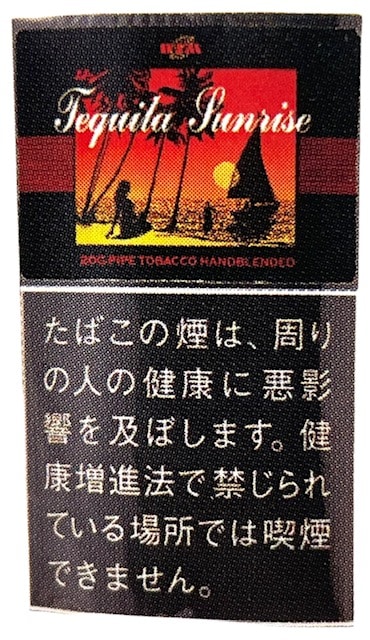 Tequila Sunrise
20G PIPE TOBACCO HANDBLENDED
たばこの煙は、周り
の人の健康に悪影
響を及ぼします。健
康増進法で禁じられ
ている場所では喫煙
できません。